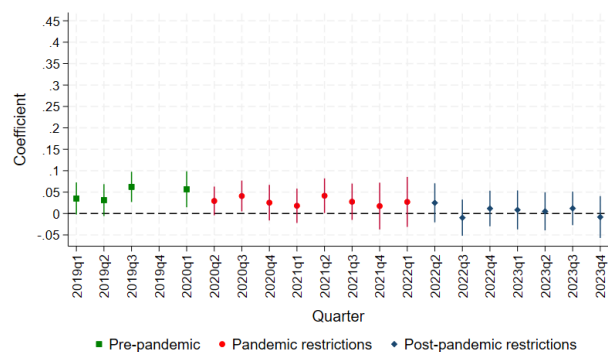 Coefficient
.45
.4
.35
.3
.25
.2
.15
.1
.05
0
-.05
2019q1
2019q2
2019q3
2019q4
2020q1
2020q2
2020q3
2020q4
2021q1
2021q2
2021q3
2021q4
2022q1
2022q2
2022q3
2022q4
2023q1
2023q2
2023q3
2023q4
Quarter
Pre-pandemic Pandemic restrictions Post-pandemic restrictions